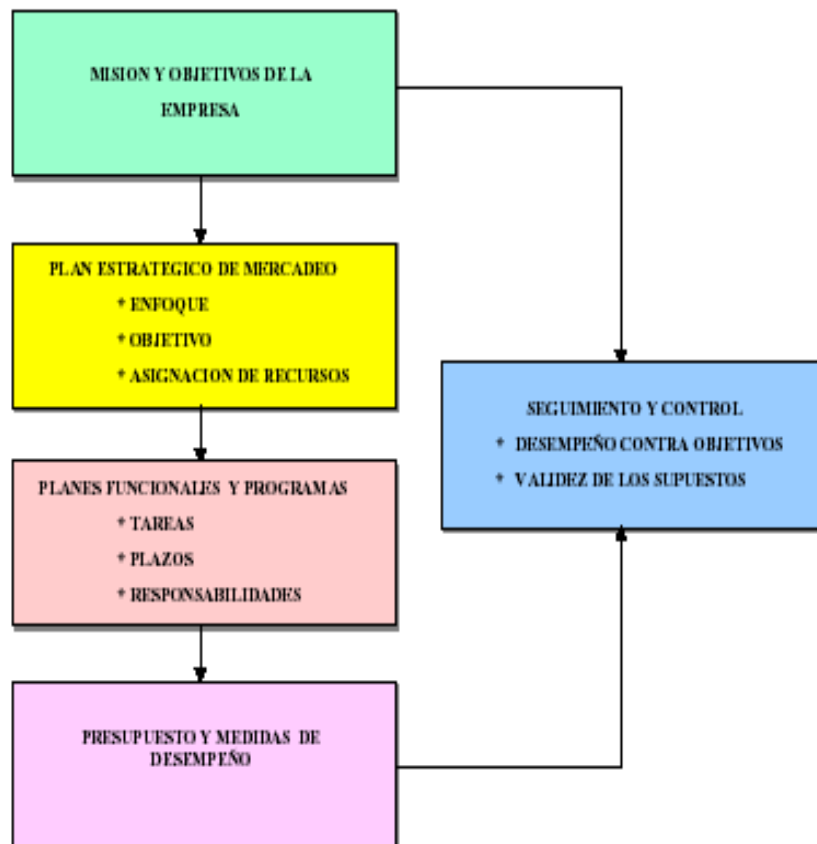 MISION Y OBJETIVOS DE LA
EMPRESA
PLAN ESTRATEGICO DE MERCADEO
* ENFOQUE
* OBJETIVO
* ASIGNACION DE RECURSOS
PLANES FUNCIONALES Y PROGRAMAS
* TAREAS
* PLAZOS
* RESPONSABILIDADES
PRESUPUESTO Y MEDIDAS DE
DESEMPEÑO
SEGUIMIENTO Y CONTROL
* DESEMPEÑO CONTRA OBJETIVOS
* VALIDEZ DE LOS SUPUESTOS